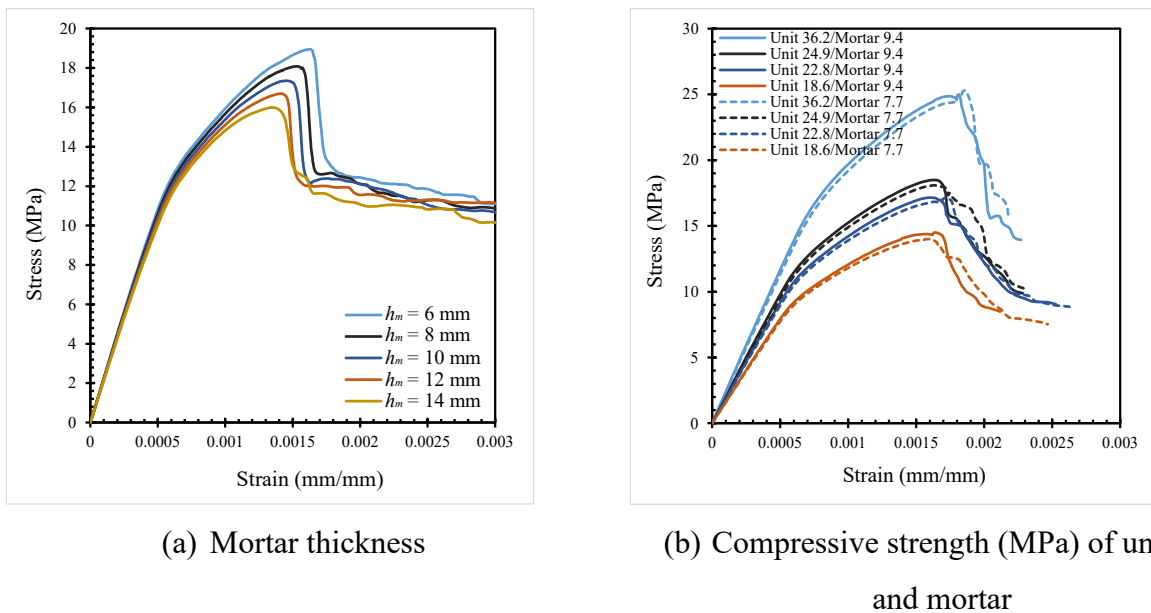 20
18
16
14
12
10
8
6
4
2
0
Stress (MPa)
hm = 6 mm
hm = 8 mm
hm = 10 mm
hm = 12 mm
hm = 14 mm
0 0.0005 0.001 0.0015 0.002 0.0025 0.003
Strain (mm/mm)
(a) Mortar thickness
30
25
20
15
10
5
0
Stress (MPa)
Unit 36.2/Mortar 9.4
Unit 24.9/Mortar 9.4
Unit 22.8/Mortar 9.4
Unit 18.6/Mortar 9.4
Unit 36.2/Mortar 7.7
Unit 24.9/Mortar 7.7
Unit 22.8/Mortar 7.7
Unit 18.6/Mortar 7.7
0 0.0005 0.001 0.0015 0.002 0.0025 0.003
Strain (mm/mm)
(b) Compressive strength (MPa) of un
and mortar